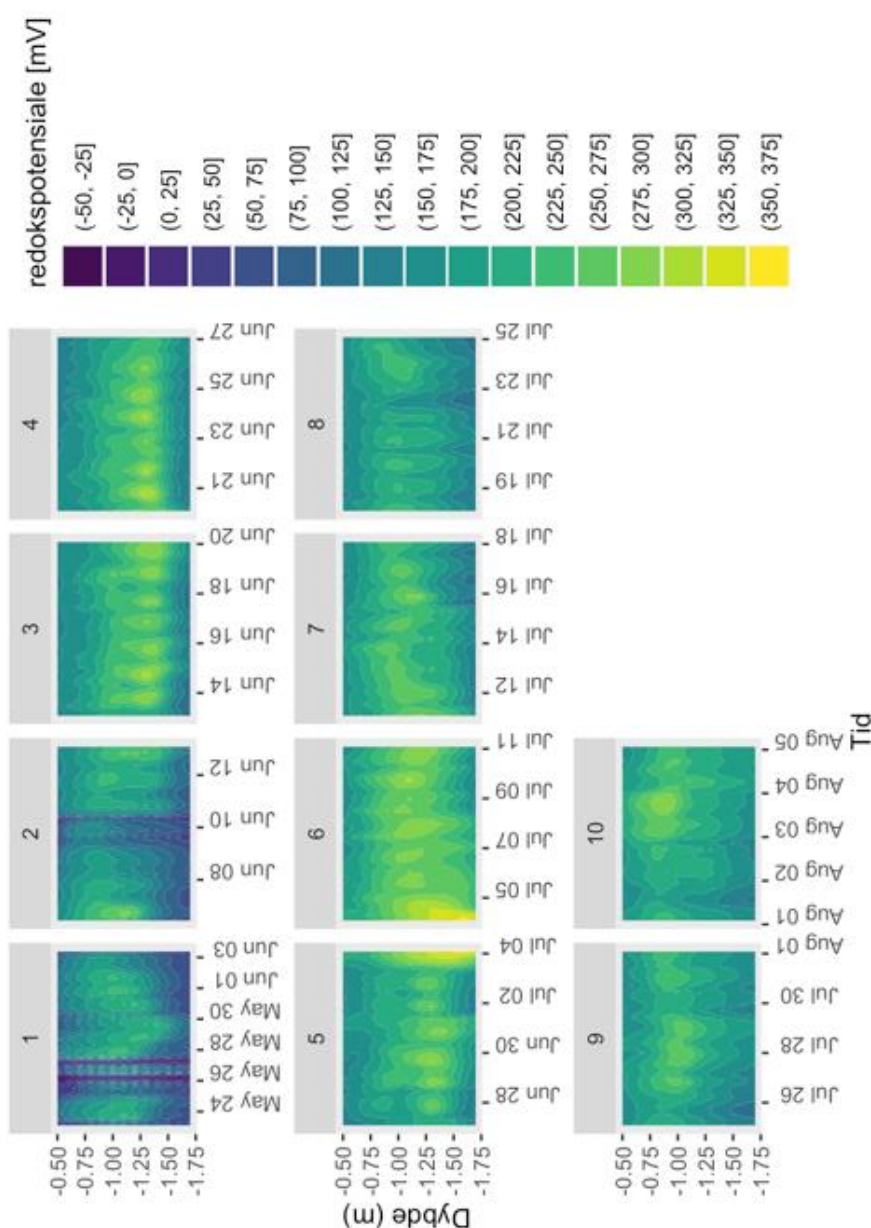 redokspotensiale [mV]
(-50, -25]
(-25, 0]
(0, 25]
(25, 50]
(50, 75]
(75, 100]
(100, 125]
(125, 150]
(150, 175]
(175, 200]
(200, 225]
(225, 250]
(250, 275]
(275, 300]
(300, 325]
(325, 350]
(350, 375]
1
2
3
4
-0.50
-0.75
-1.00
-1.25
-1.50
-1.75
May 24
May 26
May 28
May 30
Jun 01
Jun 03
Jun 08
Jun 10
Jun 12
Jun 14
Jun 16
Jun 18
Jun 20
Jun 21
Jun 23
Jun 25
Jun 27
5
6
7
8
-0.50
-0.75
-1.00
-1.25
-1.50
-1.75
Jun 28
Jun 30
Jul 02
Jul 04
Jul 05
Jul 07
Jul 09
Jul 11
Jul 12
Jul 14
Jul 16
Jul 18
Jul 19
Jul 21
Jul 23
Jul 25
9
10
-0.50
-0.75
-1.00
-1.25
-1.50
-1.75
Jul 26
Jul 28
Jul 30
Aug 01
Aug 01
Aug 02
Aug 03
Aug 04
Aug 05
Dybde (m)
Tid